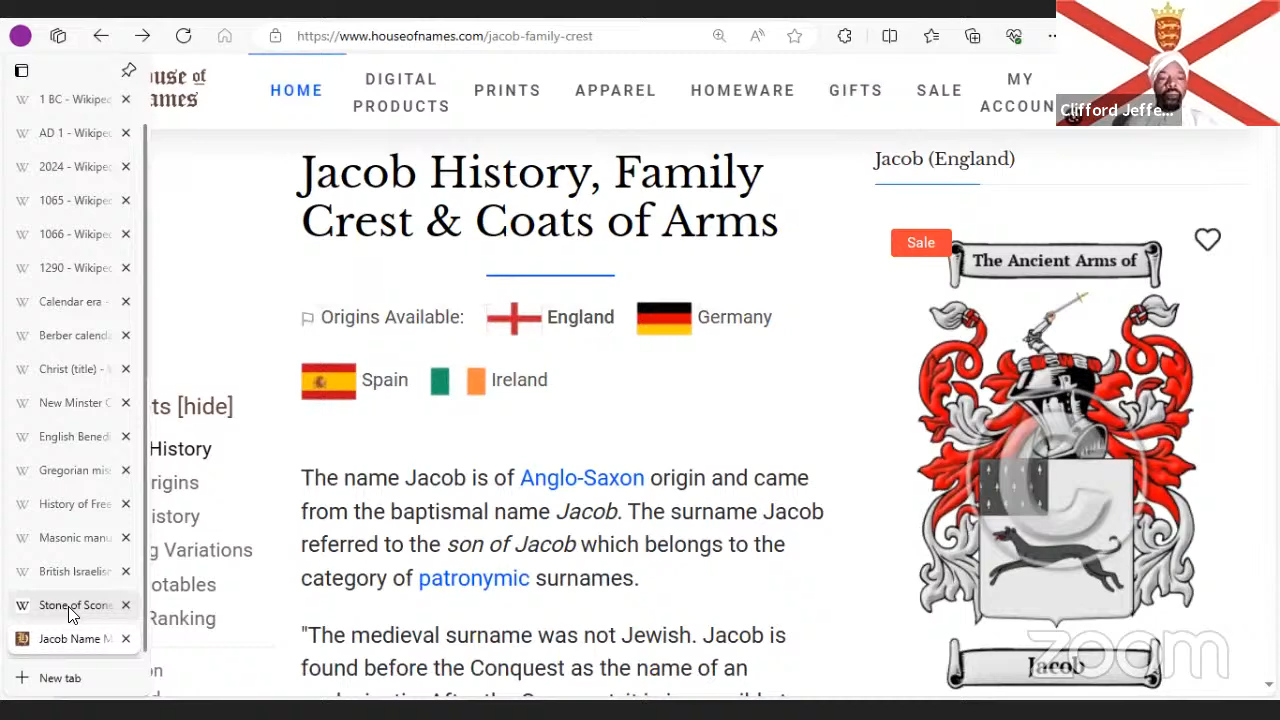 https://www.houseofnames.com/jacob-family-crest
Clifford Jeffe...
use of
ames
HOME
DIGITAL
PRODUCTS
PRINTS
APPAREL
HOMEWARE
GIFTS
SALE
MY
ACCOUN
1 BC - Wikipe
AD 1 - Wikipe
2024 - Wikipe
1065 - Wikipe
1066 - Wikipe
1290 - Wikipe
Calendar era -
Berber calend
Christ (title) -
New Minster
English Bened
Gregorian mis
History of Free
Masonic manu
British Israelis
Stone of Scone
Jacob Name M
New tab
ts [hide]
History
rigins
istory
g Variations
otables
Ranking
on
Jacob History, Family
Crest & Coats of Arms
Origins Available:
England
Germany
Spain
Ireland
The name Jacob is of Anglo-Saxon origin and came
from the baptismal name Jacob. The surname Jacob
referred to the son of Jacob which belongs to the
category of patronymic surnames.
"The medieval surname was not Jewish. Jacob is
found before the Conquest as the name of an
Jacob (England)
Sale
The Ancient Arms of
C
Jacob
zoom